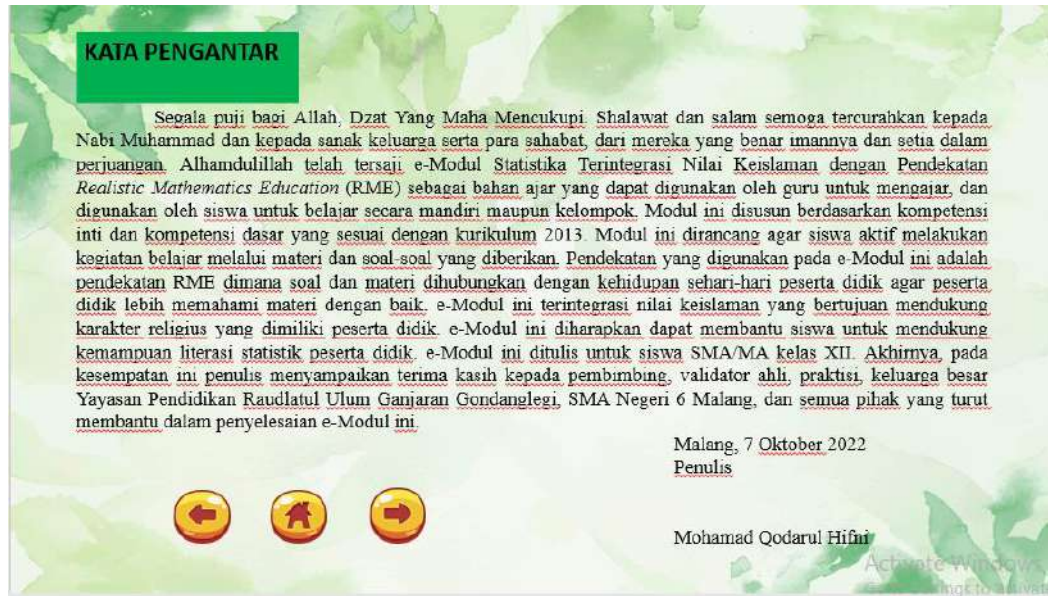 KATA PENGANTAR
Segala puji bagi Allah, Dzat Yang Maha Mencukupi. Shalawat dan salam semoga tercurahkan kepada
Nabi Muhammad dan kepada sanak keluarga serta para sahabat, dari mereka yang benar imannya dan setia dalam
perjuangan. Alhamdulillah telah tersaji e-Modul Statistika Terintegrasi Nilai Keislaman dengan Pendekatan
Realistic Mathematics Education (RME) sebagai bahan ajar yang dapat digunakan oleh guru untuk mengajar, dan
digunakan oleh siswa untuk belajar secara mandiri maupun kelompok. Modul ini disusun berdasarkan kompetensi
inti dan kompetensi dasar yang sesuai dengan kurikulum 2013. Modul ini dirancang agar siswa aktif melakukan
kegiatan belajar melalui materi dan soal-soal yang diberikan. Pendekatan yang digunakan pada e-Modul ini adalah
pendekatan RME dimana soal dan materi dihubungkan dengan kehidupan sehari-hari peserta didik agar peserta
didik lebih memahami materi dengan baik. e-Modul ini terintegrasi nilai keislaman yang bertujuan mendukung
karakter religius yang dimiliki peserta didik. e-Modul ini diharapkan dapat membantu siswa untuk mendukung
kemampuan literasi statistik peserta didik. e-Modul ini ditulis untuk siswa SMA/MA kelas XII. Akhirnya, pada
kesempatan ini penulis menyampaikan terima kasih kepada pembimbing, validator ahli, praktisi, keluarga besar
Yayasan Pendidikan Raudlatul Ulum Ganjaran Gondanglegi, SMA Negeri 6 Malang, dan semua pihak yang turut
membantu dalam penyelesaian e-Modul ini.
Malang, 7 Oktober 2022
Penulis
Mohamad Qodarul Hifni
Activate Windows